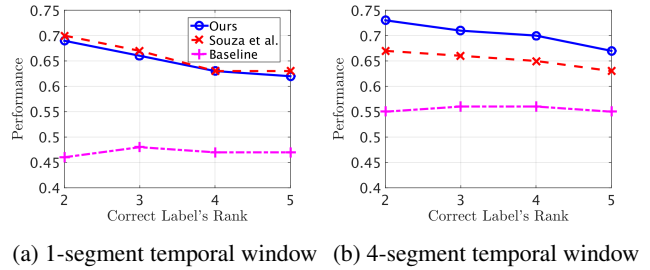 0.75
0.7
0.65
0.6
0.55
0.5
0.45
0.4
Performance
2 3 4 5
Correct Label's Rank
Ours
Souza et al.
Baseline
0.75
0.7
0.65
0.6
0.55
0.5
0.45
0.4
Performance
2 3 4 5
Correct Label's Rank
(a) 1-segment temporal window (b) 4-segment temporal window